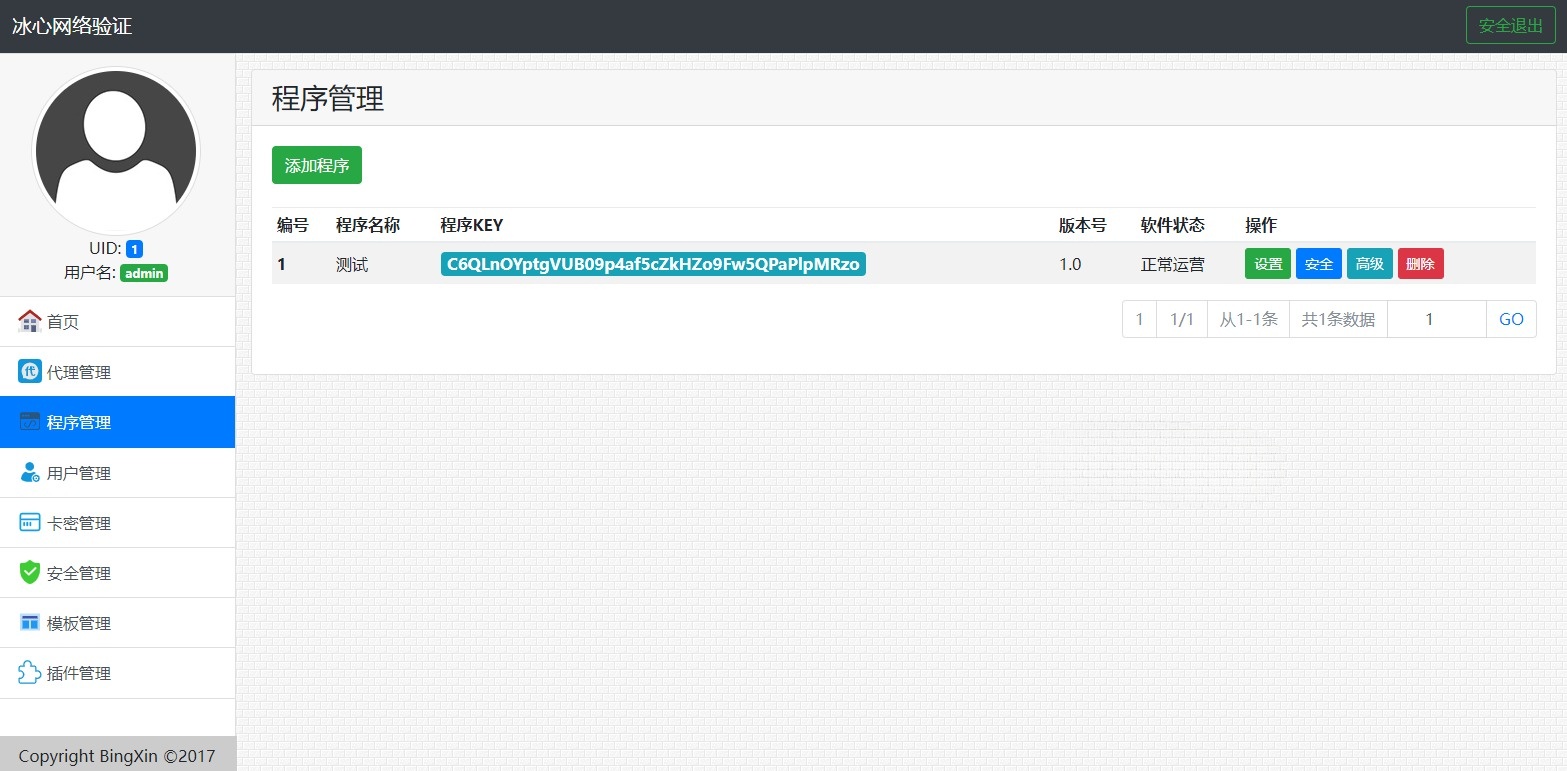 冰心网络验证 安全退出
UID: 1
用户名: admin
首页
代理管理
程序管理
用户管理
卡密管理
安全管理
模板管理
插件管理
Copyright BingXin ©2017
程序管理
添加程序
编号 程序名称 程序KEY 版本号 软件状态 操作
1 测试 C6QLnOYptgVUB09p4af5cZkHZo9Fw5QPaPlpMRzo 1.0 正常运营 设置 安全 高级 删除
1 1/1 从1-1条 共1条数据 1 GO